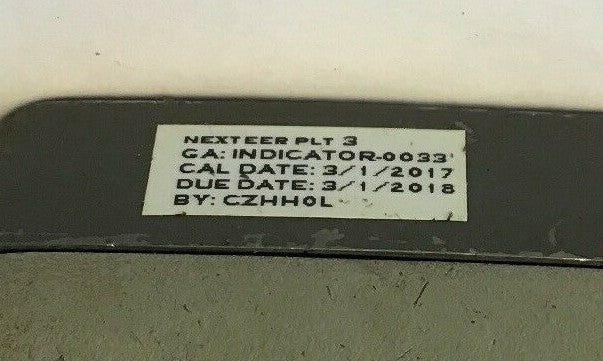 NEXTEER PLT 3
GA: INDICATOR-0033
CAL DATE: 3/1/2017
DUE DATE: 3/1/2018
BY: CZHH0L